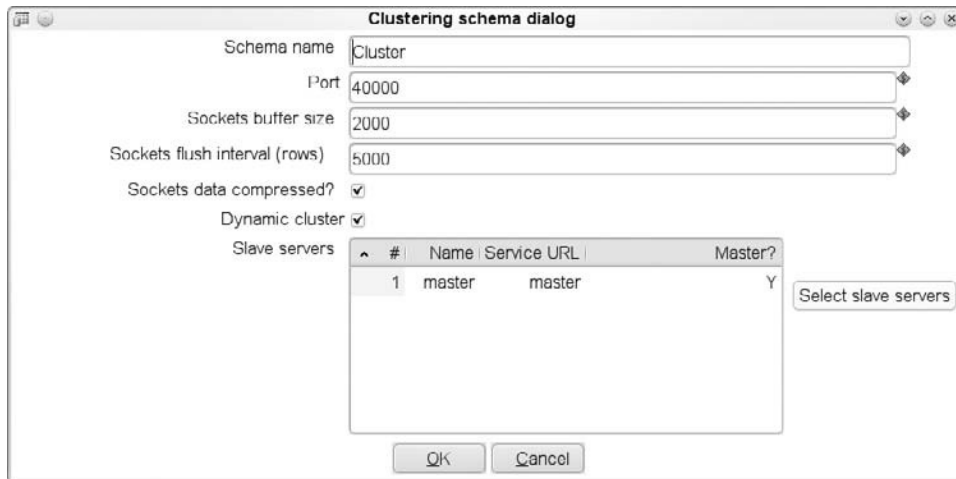 Clustering schema dialog
Schema name Cluster
Port 40000
Sockets buffer size 2000
Sockets flush interval (rows) 5000
Sockets data compressed?
Dynamic cluster
Slave servers # Name Service URL Master?
1 master master Y
Select slave servers
OK Cancel